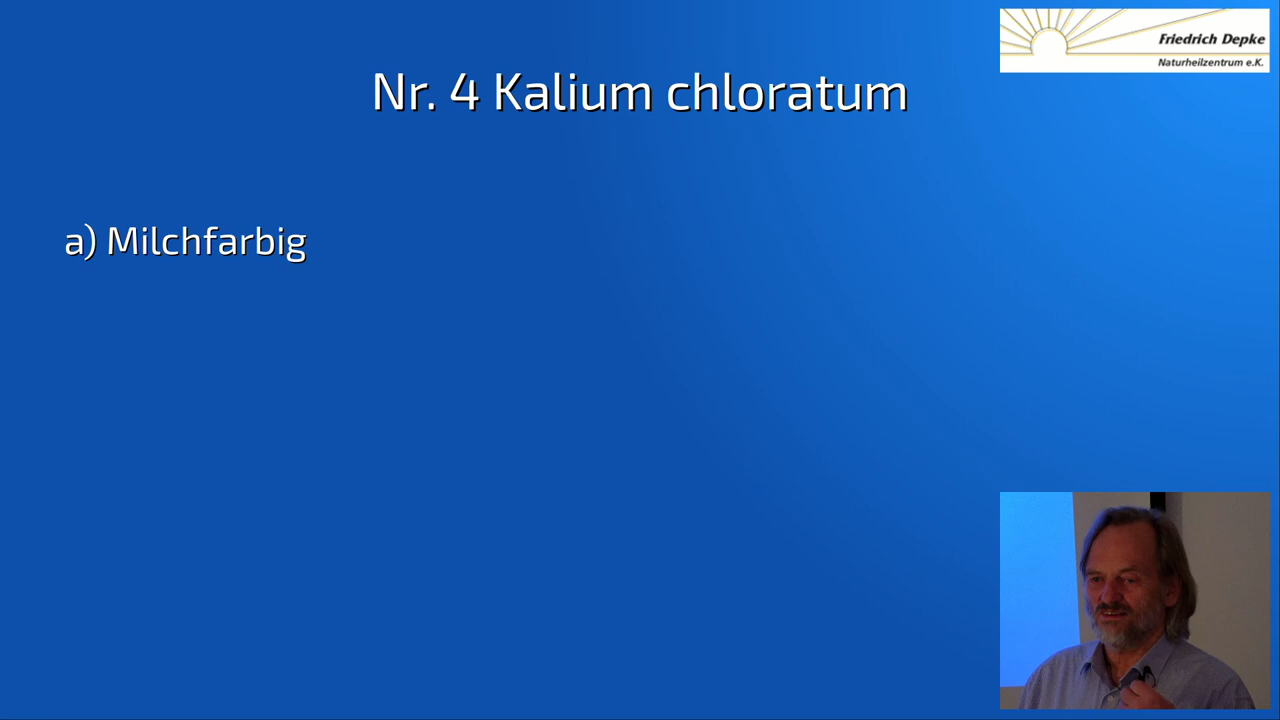 Friedrich Depke
Naturheilzentrum e.K.
Nr. 4 Kalium chloratum
a) Milchfarbig